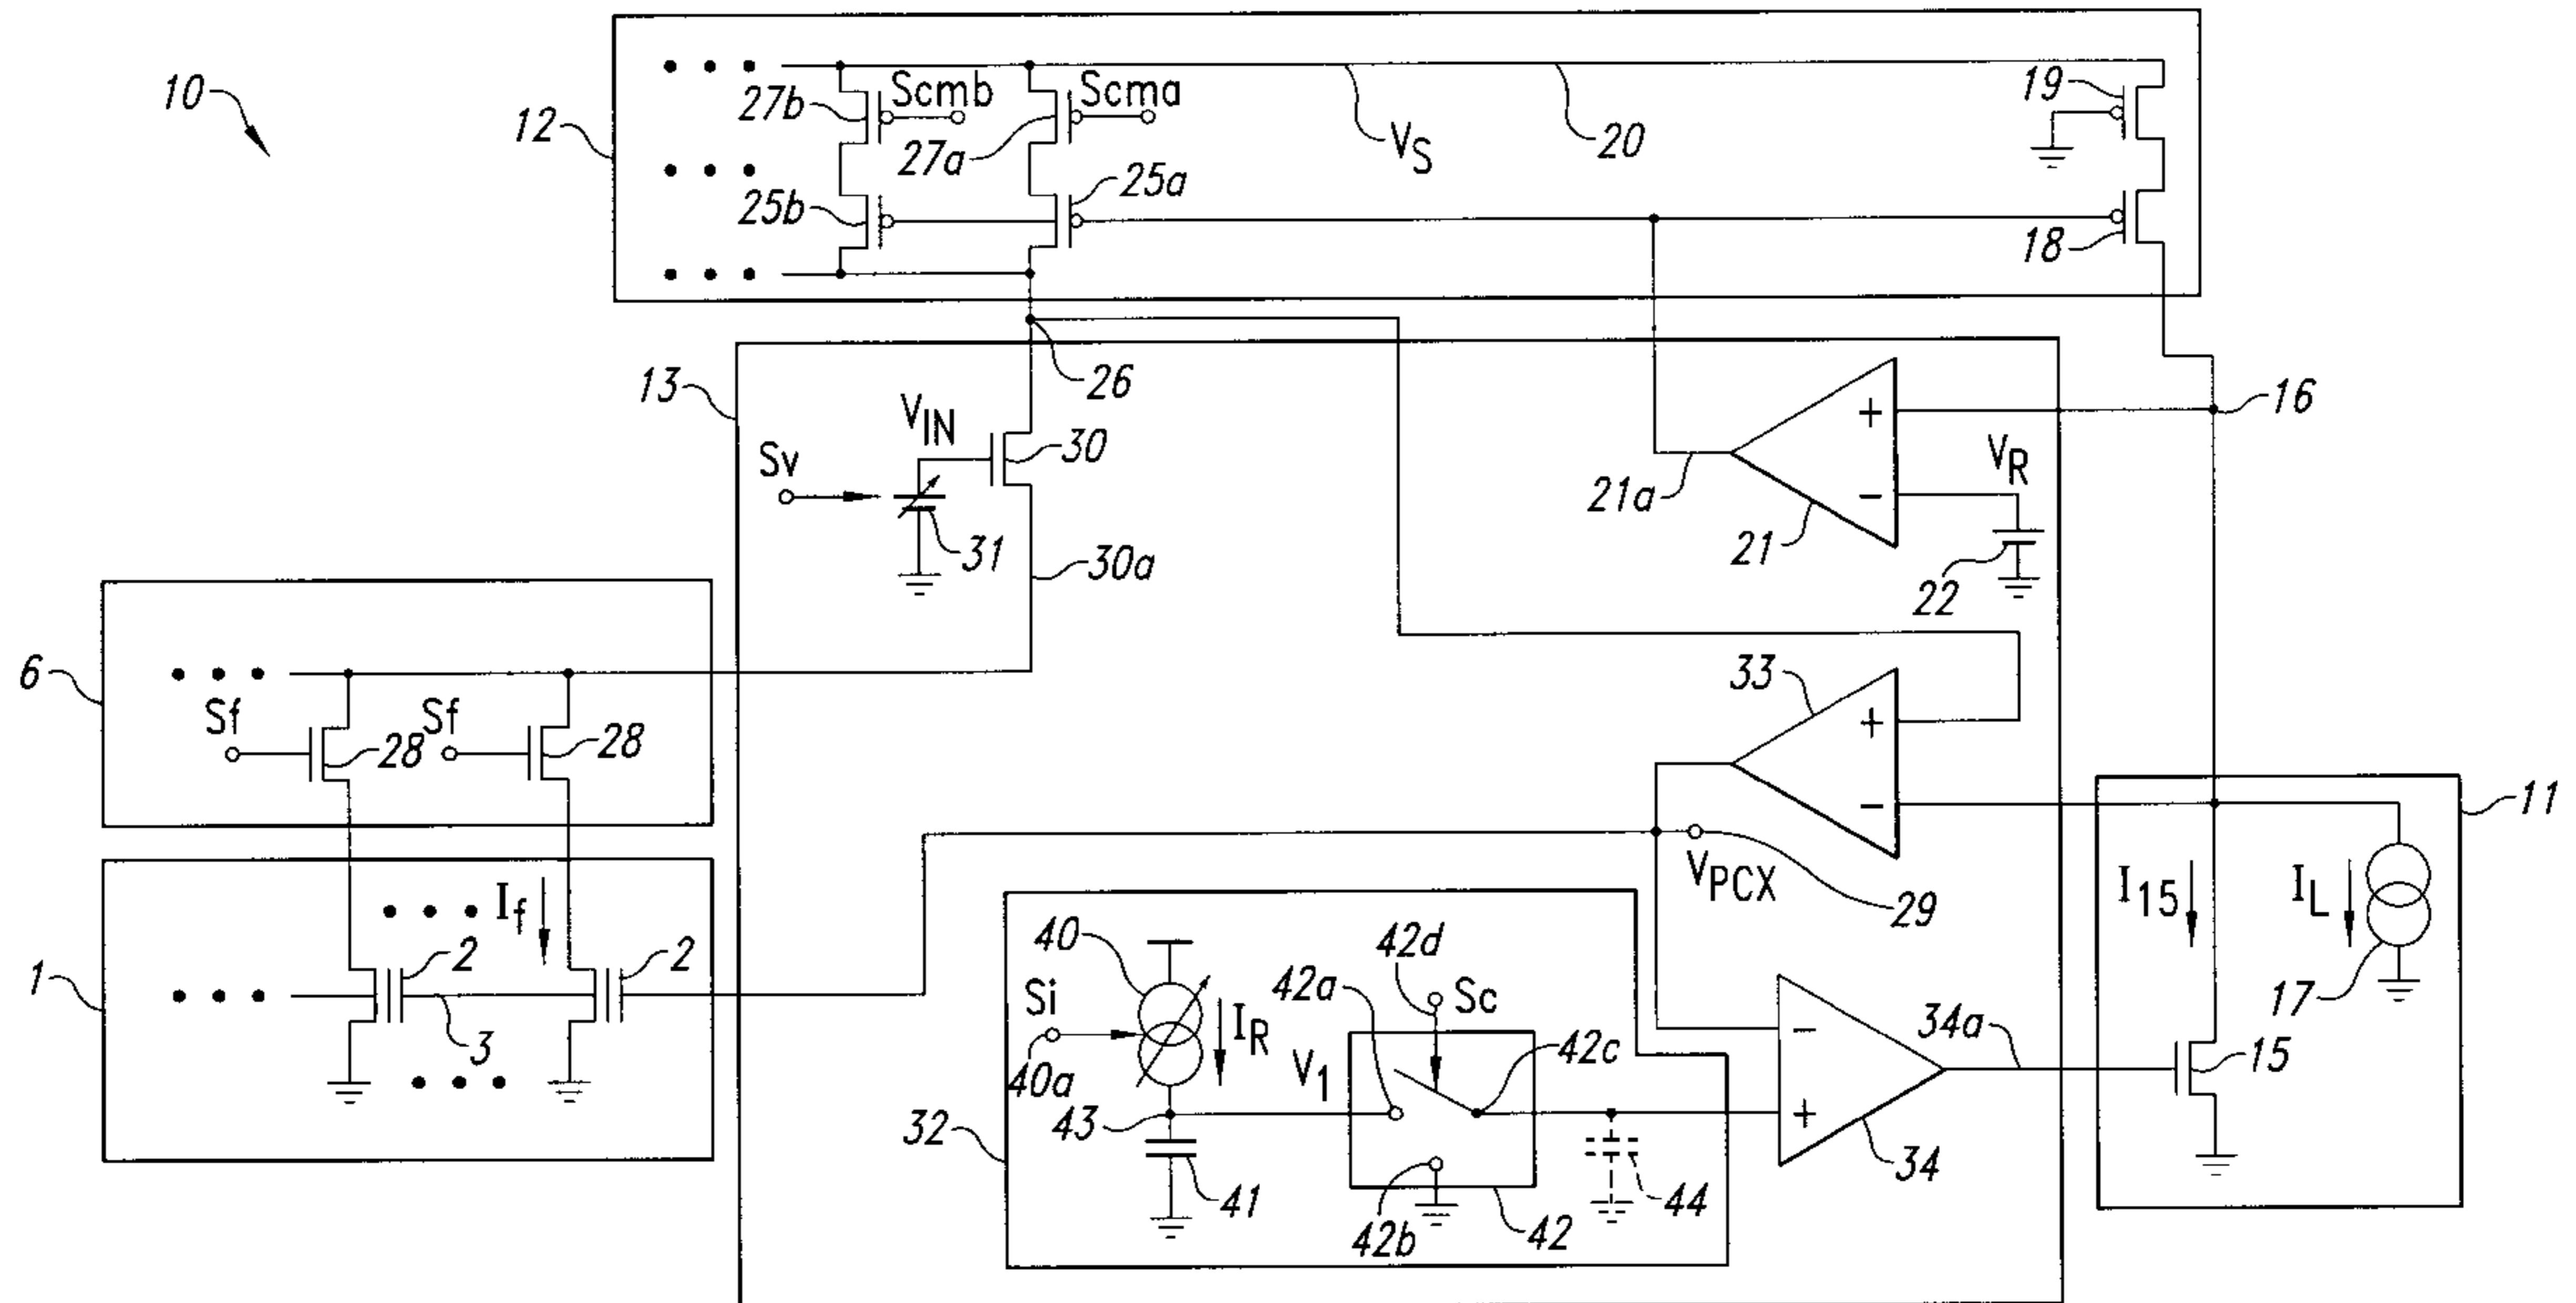 10
12
27b
Scmb
Scma
27a
25b
25a
VS
20
19
18
13
26
16
VIN
30
Sv
31
30a
21a
+
−
21
VR
22
6
Sf
28
Sf
28
33
+
−
11
VPCX
29
I15
IL
17
1
If
2
2
3
40
Si
40a
IR
43
41
V1
42a
42d
Sc
42c
42b
42
44
32
−
+
34
34a
15